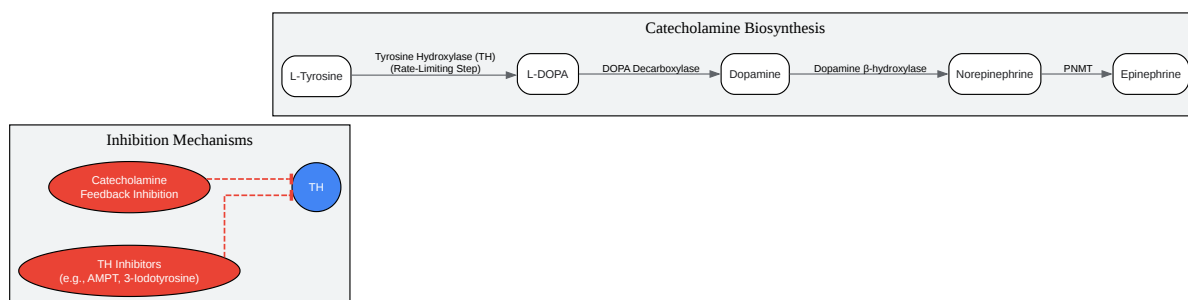 Catecholamine Biosynthesis
L-Tyrosine
Tyrosine Hydroxylase (TH)
(Rate-Limiting Step)
L-DOPA
DOPA Decarboxylase
Dopamine
Dopamine β-hydroxylase
Norepinephrine
PNMT
Epinephrine
Inhibition Mechanisms
Catecholamine
Feedback Inhibition
TH
TH Inhibitors
(e.g., AMPT, 3-Iodotyrosine)